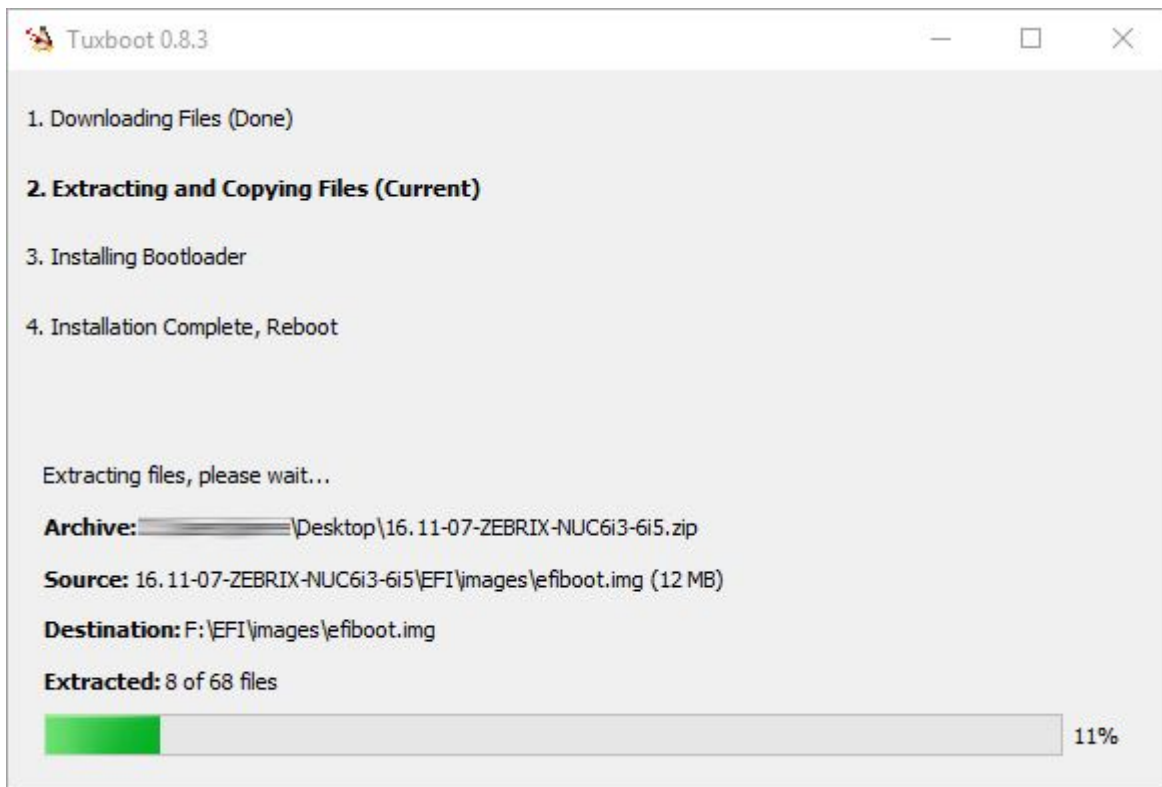 Tuxboot 0.8.3
1. Downloading Files (Done)
2. Extracting and Copying Files (Current)
3. Installing Bootloader
4. Installation Complete, Reboot
Extracting files, please wait...
Archive: \Desktop\16.11-07-ZEBRIX-NUC6i3-6i5.zip
Source: 16.11-07-ZEBRIX-NUC6i3-6i5\EFI\images\efiboot.img (12 MB)
Destination: F:\EFI\images\efiboot.img
Extracted: 8 of 68 files
11%